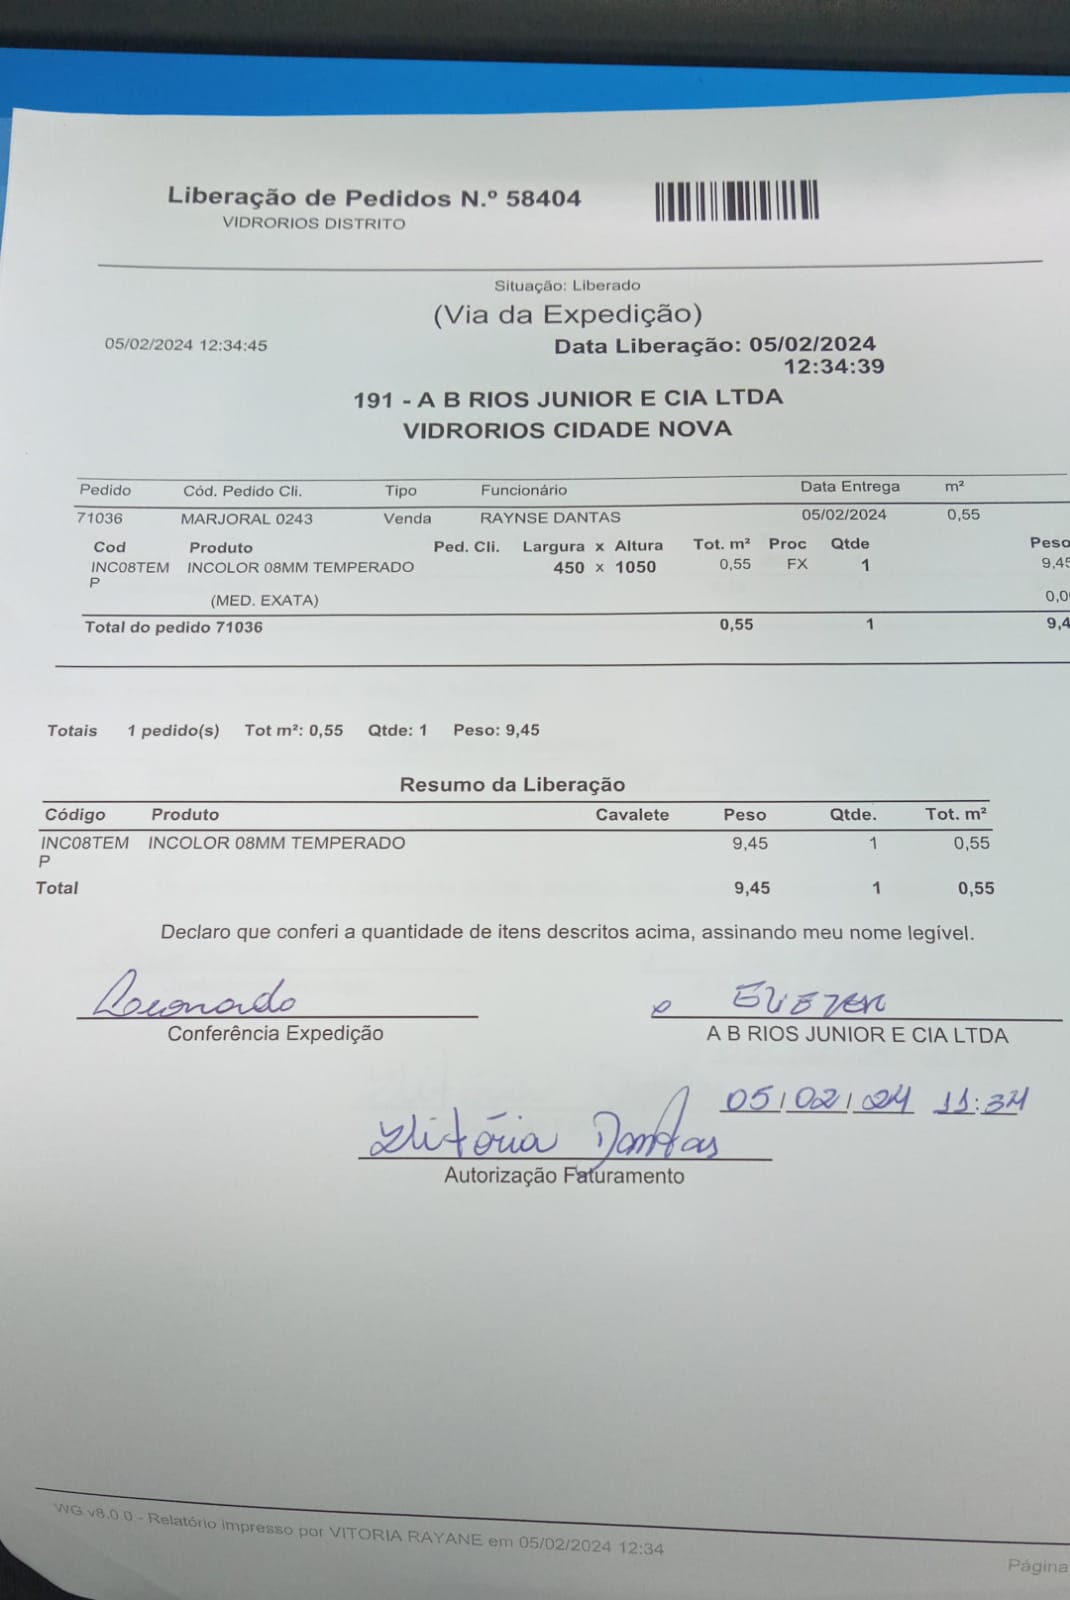 Liberação de Pedidos N.º 58404
VIDRORIOS DISTRITO
Situação: Liberado
(Via da Expedição)
05/02/2024 12:34:45 Data Liberação: 05/02/2024
12:34:39
191 - A B RIOS JUNIOR E CIA LTDA
VIDRORIOS CIDADE NOVA
Pedido Cód. Pedido Cli. Tipo Funcionário Data Entrega m²
71036 MARJORAL 0243 Venda RAYNSE DANTAS 05/02/2024 0,55
Cod Produto Ped. Cli. Largura x Altura Tot. m² Proc Qtde Peso
INC08TEM INCOLOR 08MM TEMPERADO 450 x 1050 0,55 FX 1 9,45
P
(MED. EXATA) 0,0
Total do pedido 71036 0,55 1 9,4
Totais 1 pedido(s) Tot m²: 0,55 Qtde: 1 Peso: 9,45
Resumo da Liberação
Código Produto Cavalete Peso Qtde. Tot. m²
INC08TEM INCOLOR 08MM TEMPERADO 9,45 1 0,55
P
Total 9,45 1 0,55
Declaro que conferi a quantidade de itens descritos acima, assinando meu nome legível.
Leonardo
Conferência Expedição A B RIOS JUNIOR E CIA LTDA
05/02/24 11:34
Vitória Dantas
Autorização Faturamento
WG v8.0.0 - Relatório impresso por VITORIA RAYANE em 05/02/2024 12:34
Página